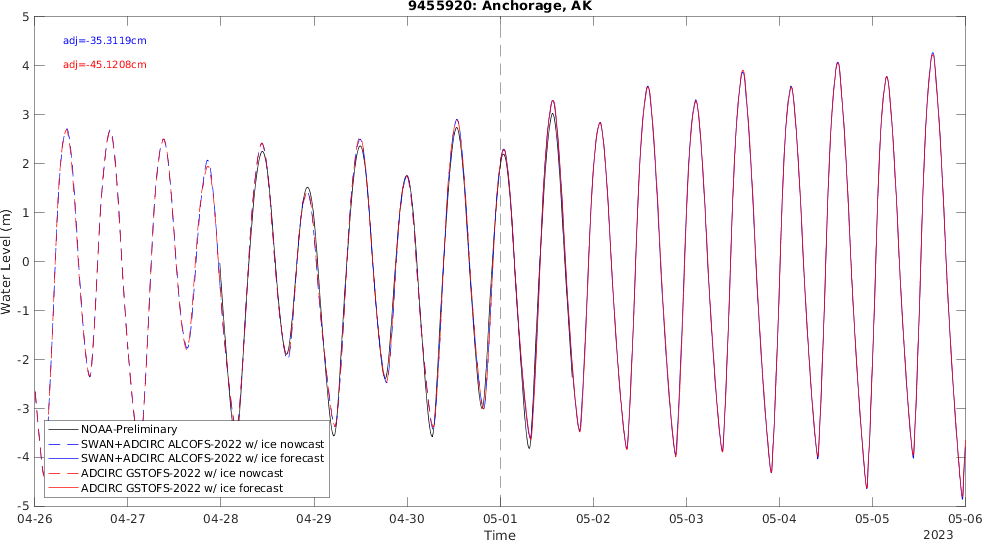 9455920: Anchorage, AK
adj=-35.3119cm
adj=-45.1208cm
Water Level (m)
5
4
3
2
1
0
-1
-2
-3
-4
-5
NOAA-Preliminary
SWAN+ADCIRC ALCOFS-2022 w/ ice nowcast
SWAN+ADCIRC ALCOFS-2022 w/ ice forecast
ADCIRC GSTOFS-2022 w/ ice nowcast
ADCIRC GSTOFS-2022 w/ ice forecast
04-26 04-27 04-28 04-29 04-30 05-01 05-02 05-03 05-04 05-05 05-06
Time
2023